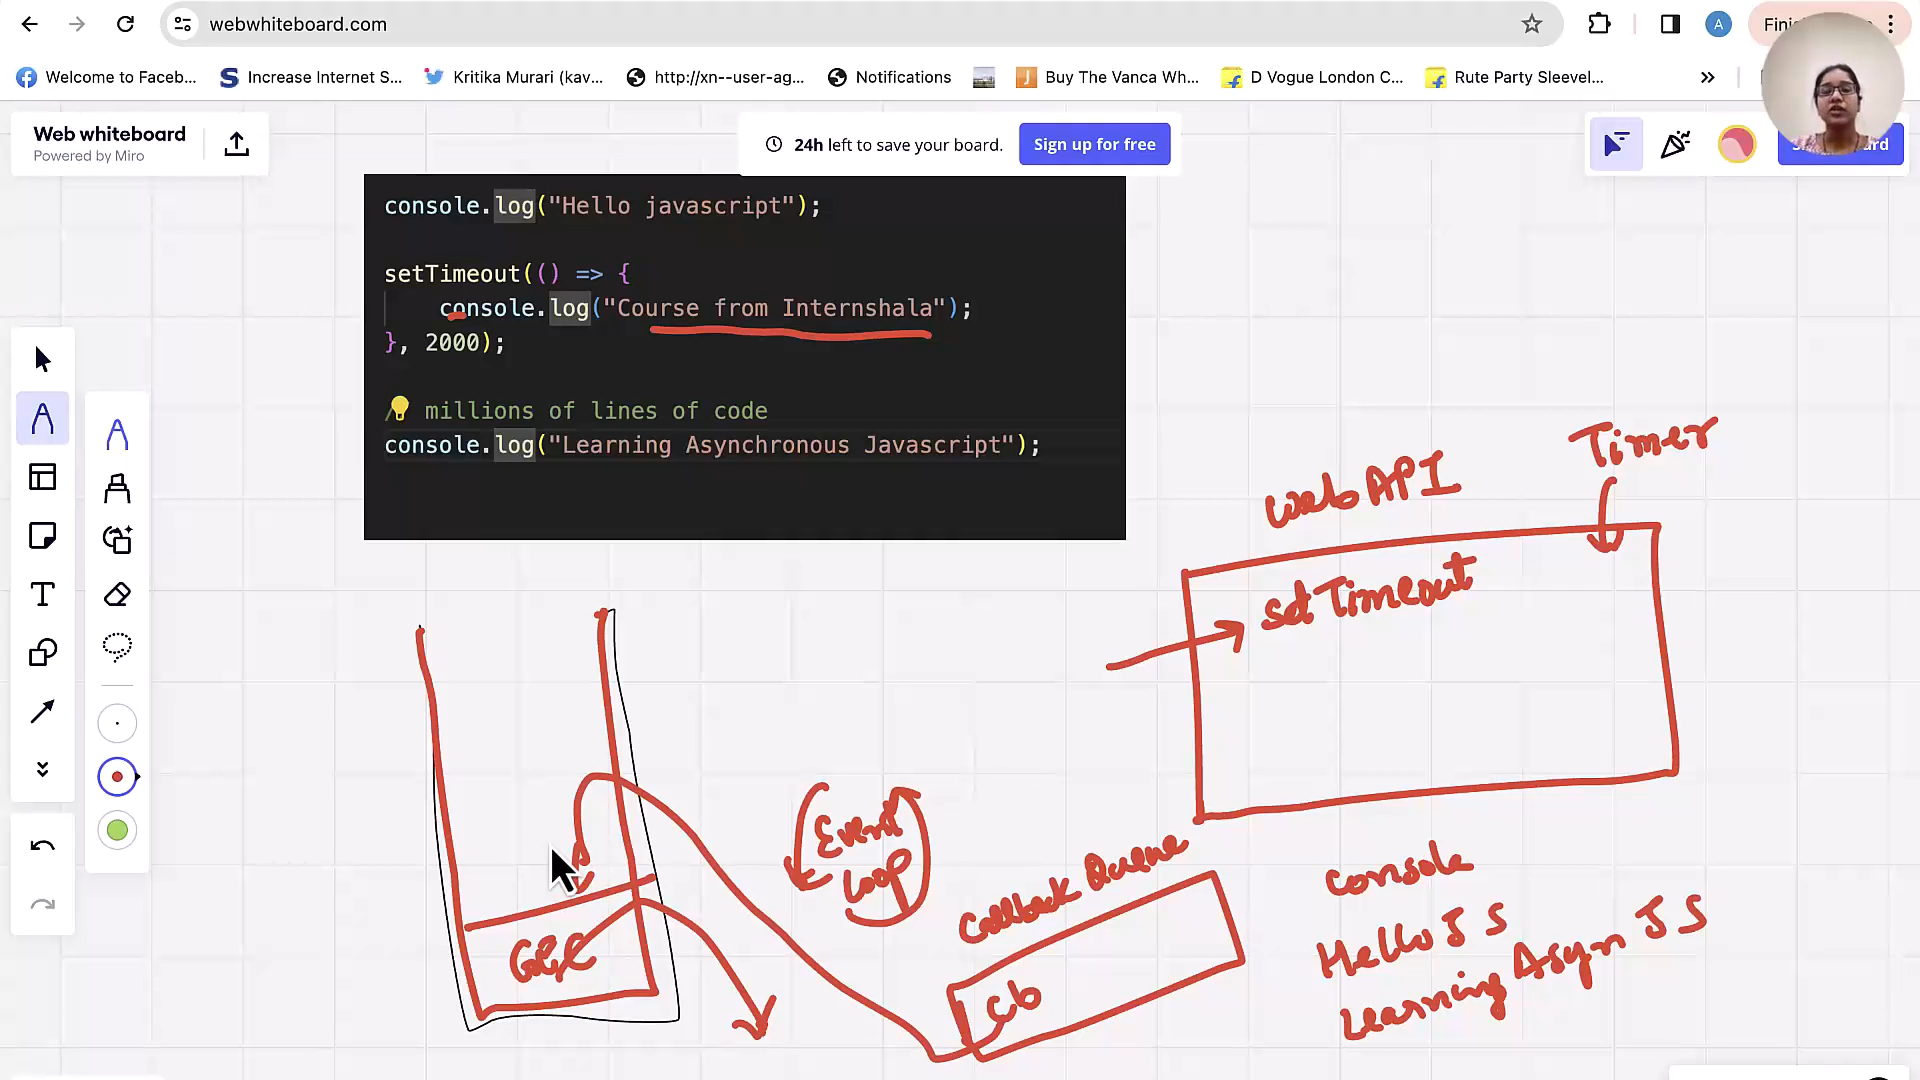 webwhiteboard.com
A
Welcome to Faceb...
Increase Internet S...
Kritika Murari (kav...
http://xn--user-ag...
Notifications
Buy The Vanca Wh...
D Vogue London C...
Rute Party Sleevel...
Web whiteboard
Powered by Miro
24h left to save your board.
Sign up for free
console.log("Hello javascript");
setTimeout(() => {
console.log("Course from Internshala");
}, 2000);
millions of lines of code
console.log("Learning Asynchronous Javascript");
Timer
Web API
setTimeout
Event
Loop
Callback Queue
Cb
GEC
Console
Hello JS
Learning Asyn JS